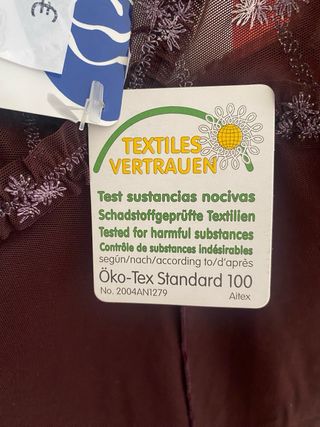 €
TEXTILES
VERTRAUEN
Test sustancias nocivas
Schadstoffgeprüfte Textilien
Tested for harmful substances
Contrôle de substances indésirables
según/nach/according to/d'après
Öko-Tex Standard 100
No. 2004AN1279
Aitex